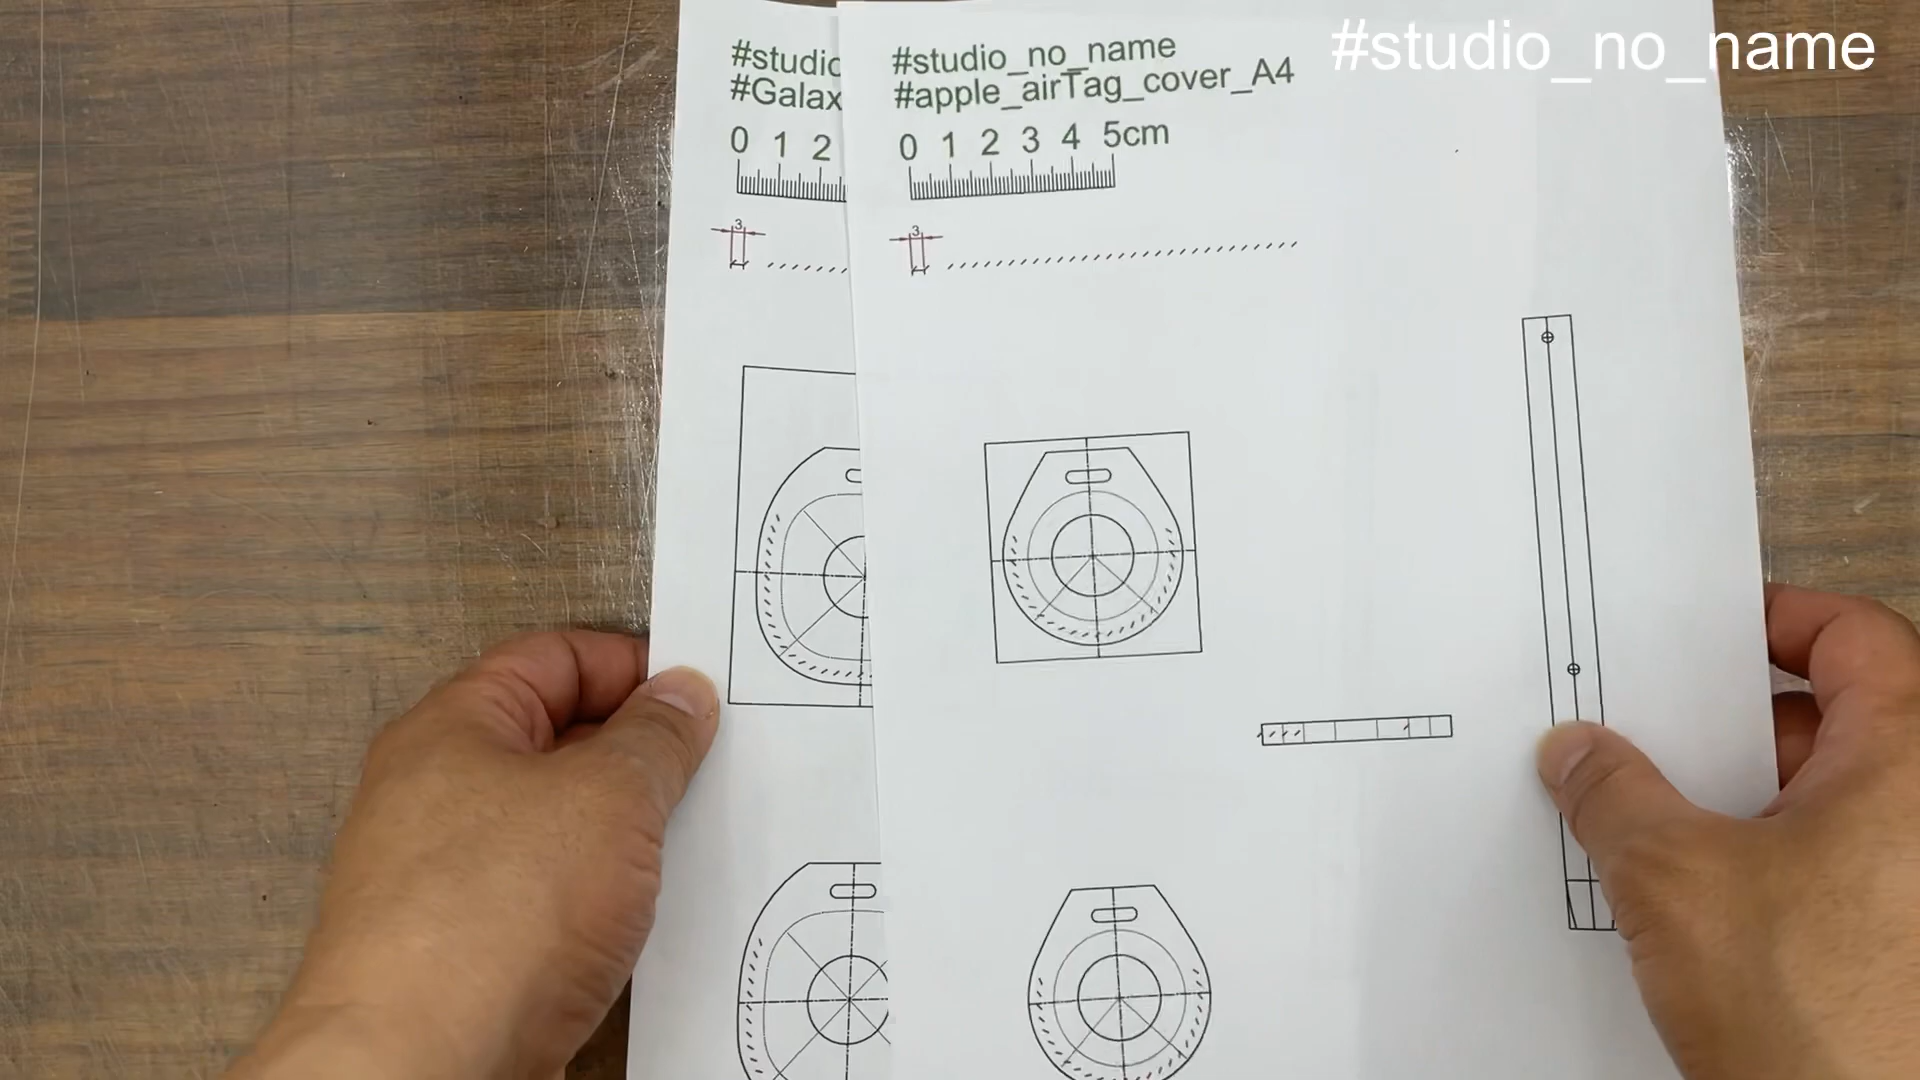 #studio_no_name
#studio
#Galax
0 1 2
3
#studio_no_name
#apple_airTag_cover_A4
0 1 2 3 4 5cm
3